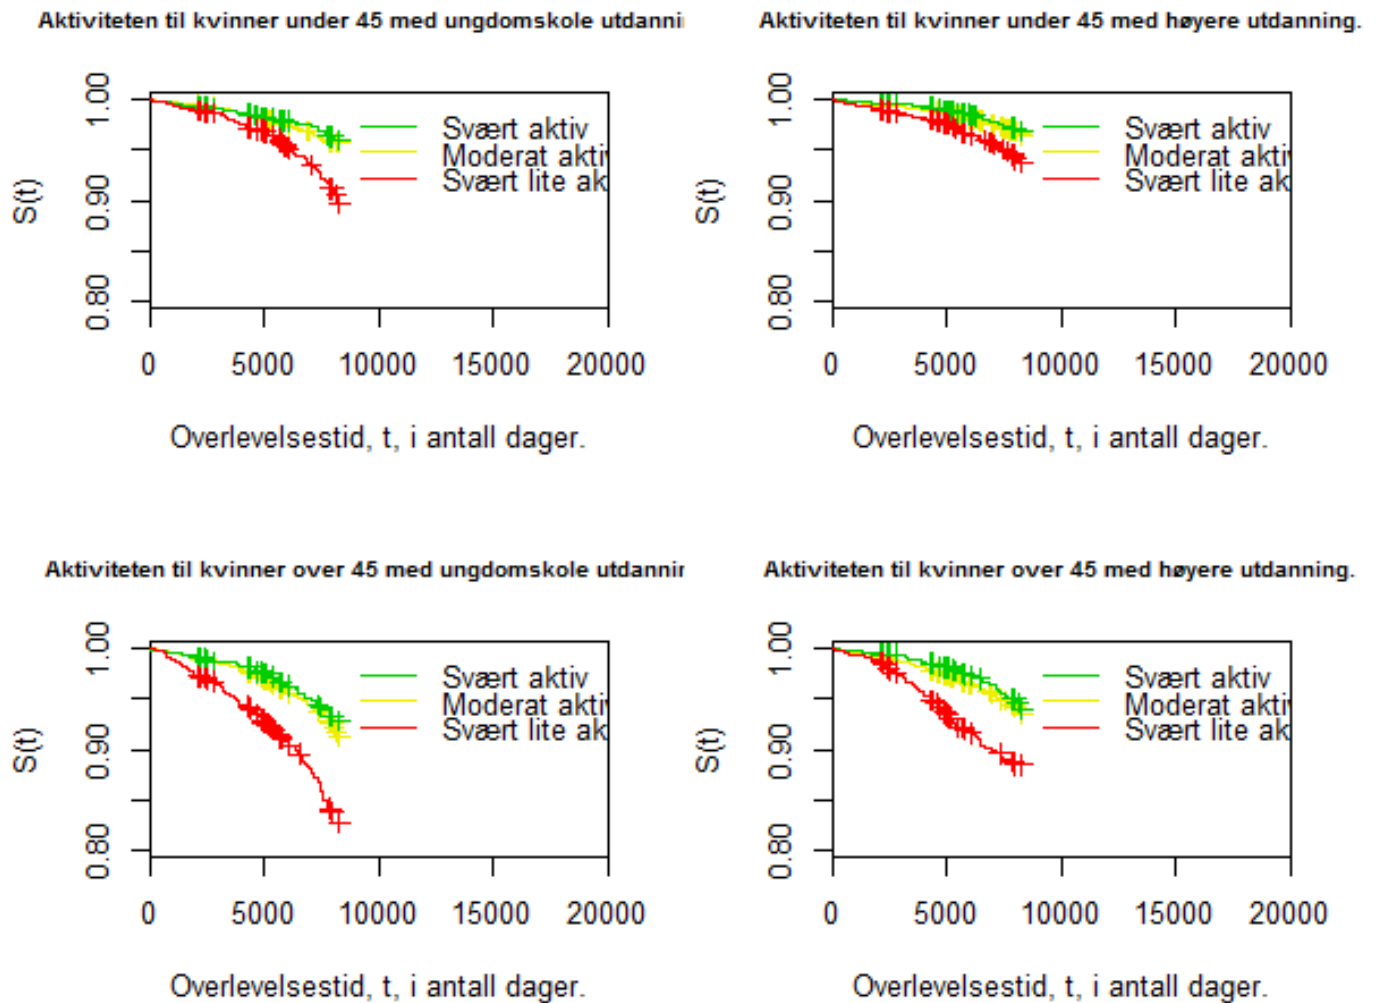 Aktiviteten til kvinner under 45 med ungdomskole utdanni
S(t)
1.00
0.90
0.80
Svært aktiv
Moderat aktiv
Svært lite ak
0 5000 10000 15000 20000
Overlevelsestid, t, i antall dager.
Aktiviteten til kvinner under 45 med høyere utdanning.
S(t)
1.00
0.90
0.80
Svært aktiv
Moderat aktiv
Svært lite ak
0 5000 10000 15000 20000
Overlevelsestid, t, i antall dager.
Aktiviteten til kvinner over 45 med ungdomskole utdannin
S(t)
1.00
0.90
0.80
Svært aktiv
Moderat aktiv
Svært lite ak
0 5000 10000 15000 20000
Overlevelsestid, t, i antall dager.
Aktiviteten til kvinner over 45 med høyere utdanning.
S(t)
1.00
0.90
0.80
Svært aktiv
Moderat aktiv
Svært lite ak
0 5000 10000 15000 20000
Overlevelsestid, t, i antall dager.